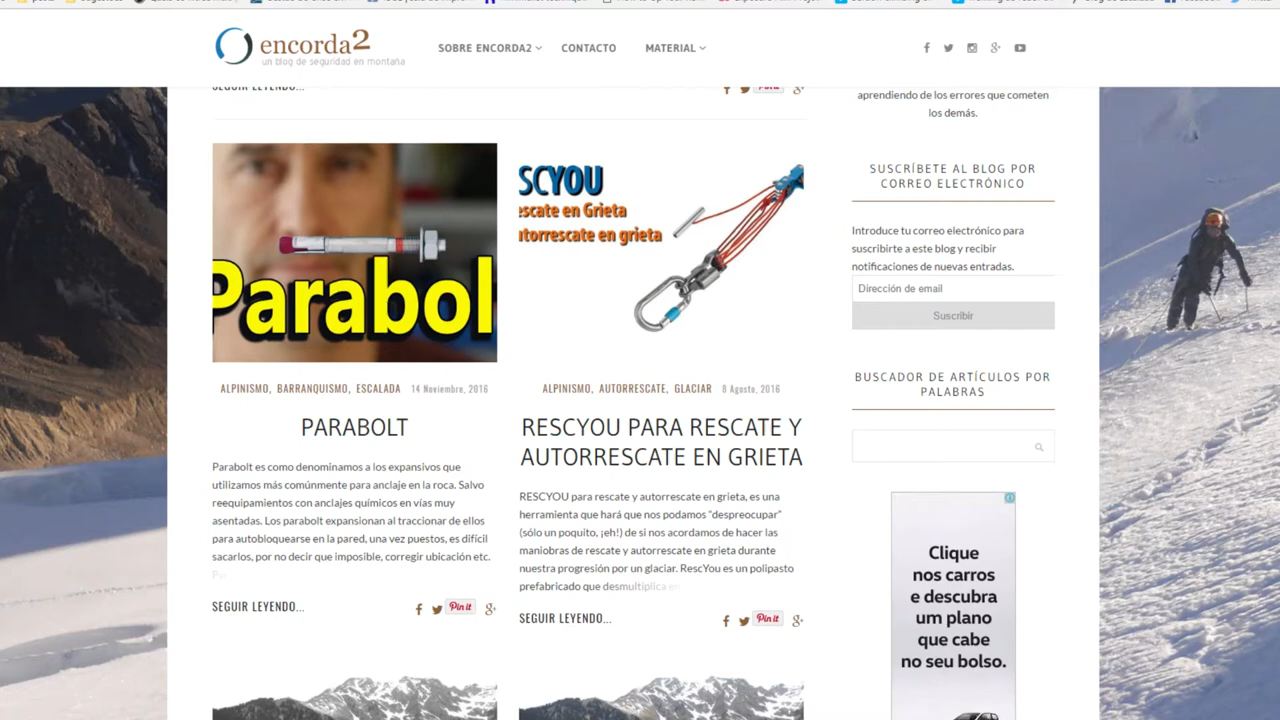 encorda2
un blog de seguridad en montaña
SOBRE ENCORDA2
CONTACTO
MATERIAL
SEGUIR LEYENDO...
Pin it
aprendiendo de los errores que cometen
los demás.
Parabol
ALPINISMO, BARRANQUISMO, ESCALADA 14 Noviembre, 2016
PARABOLT
Parabolt es como denominamos a los expansivos que
utilizamos más comúnmente para anclaje en la roca. Salvo
reequipamientos con anclajes químicos en vías muy
asentadas. Los parabolt expansionan al traccionar de ellos
para autobloquearse en la pared, una vez puestos, es difícil
sacarlos, por no decir que imposible, corregir ubicación etc.
SEGUIR LEYENDO...
Pin it
SCYOU
escate en Grieta
utorrescate en grieta
ALPINISMO, AUTORRESCATE, GLACIAR 8 Agosto, 2016
RESCYOU PARA RESCATE Y
AUTORRESCATE EN GRIETA
RESCYOU para rescate y autorrescate en grieta, es una
herramienta que hará que nos podamos "despreocupar"
(sólo un poquito, ¡eh!) de si nos acordamos de hacer las
maniobras de rescate y autorrescate en grieta durante
nuestra progresión por un glaciar. RescYou es un polipasto
prefabricado que desmultiplica en
SEGUIR LEYENDO...
Pin it
SUSCRÍBETE AL BLOG POR
CORREO ELECTRÓNICO
Introduce tu correo electrónico para
suscribirte a este blog y recibir
notificaciones de nuevas entradas.
Dirección de email
Suscribir
BUSCADOR DE ARTÍCULOS POR
PALABRAS
Clique
nos carros
e descubra
um plano
que cabe
no seu bolso.